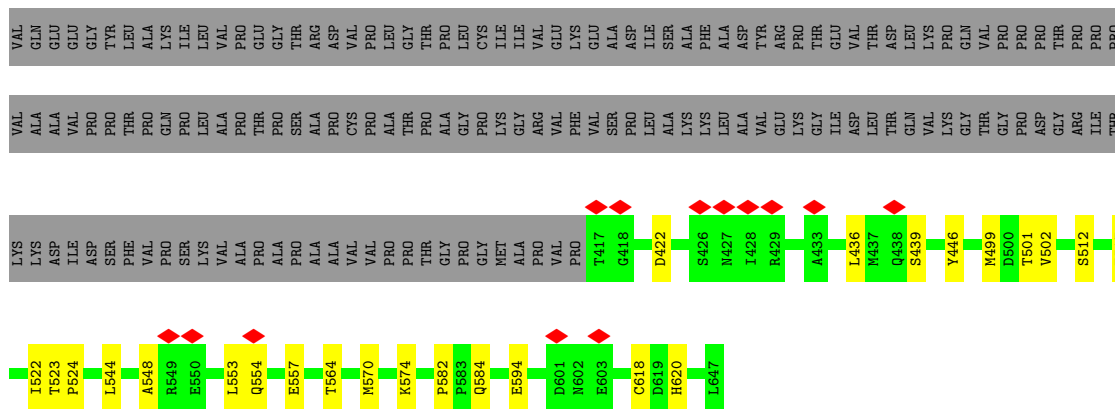 VAL GLN GLU GLU GLY TYR LEU ALA LYS ILE LEU VAL PRO GLU GLY THR ARG ASP VAL PRO LEU GLY THR PRO LEU CYS ILE ILE VAL GLU LYS GLU ALA ASP ILE SER ALA PHE ALA ASP TYR ARG PRO THR GLU VAL THR ASP LEU LYS PRO GLN VAL PRO PRO PRO THR PRO PRO PRO
VAL ALA ALA VAL PRO PRO THR PRO GLN PRO LEU ALA PRO THR PRO SER ALA PRO CYS PRO ALA THR PRO ALA GLY PRO LYS GLY ARG VAL PHE VAL SER PRO LEU ALA LYS LYS LEU ALA VAL GLU LYS GLY ILE ASP LEU THR GLN VAL LYS GLY THR GLY PRO ASP GLY ARG ILE THR
LYS LYS ASP ILE ASP SER PHE VAL PRO SER LYS VAL ALA PRO ALA PRO ALA ALA VAL VAL PRO PRO THR GLY PRO GLY MET ALA PRO VAL PRO T417 G418 D422 S426 N427 I428 R429 A433 L436 M437 Q438 S439 Y446 M499 D500 T501 V502 S512
I522 T523 P524 L544 A548 R549 E550 L553 Q554 E557 T564 M570 K574 P582 P583 Q584 E594 D601 N602 E603 C618 D619 H620 L647